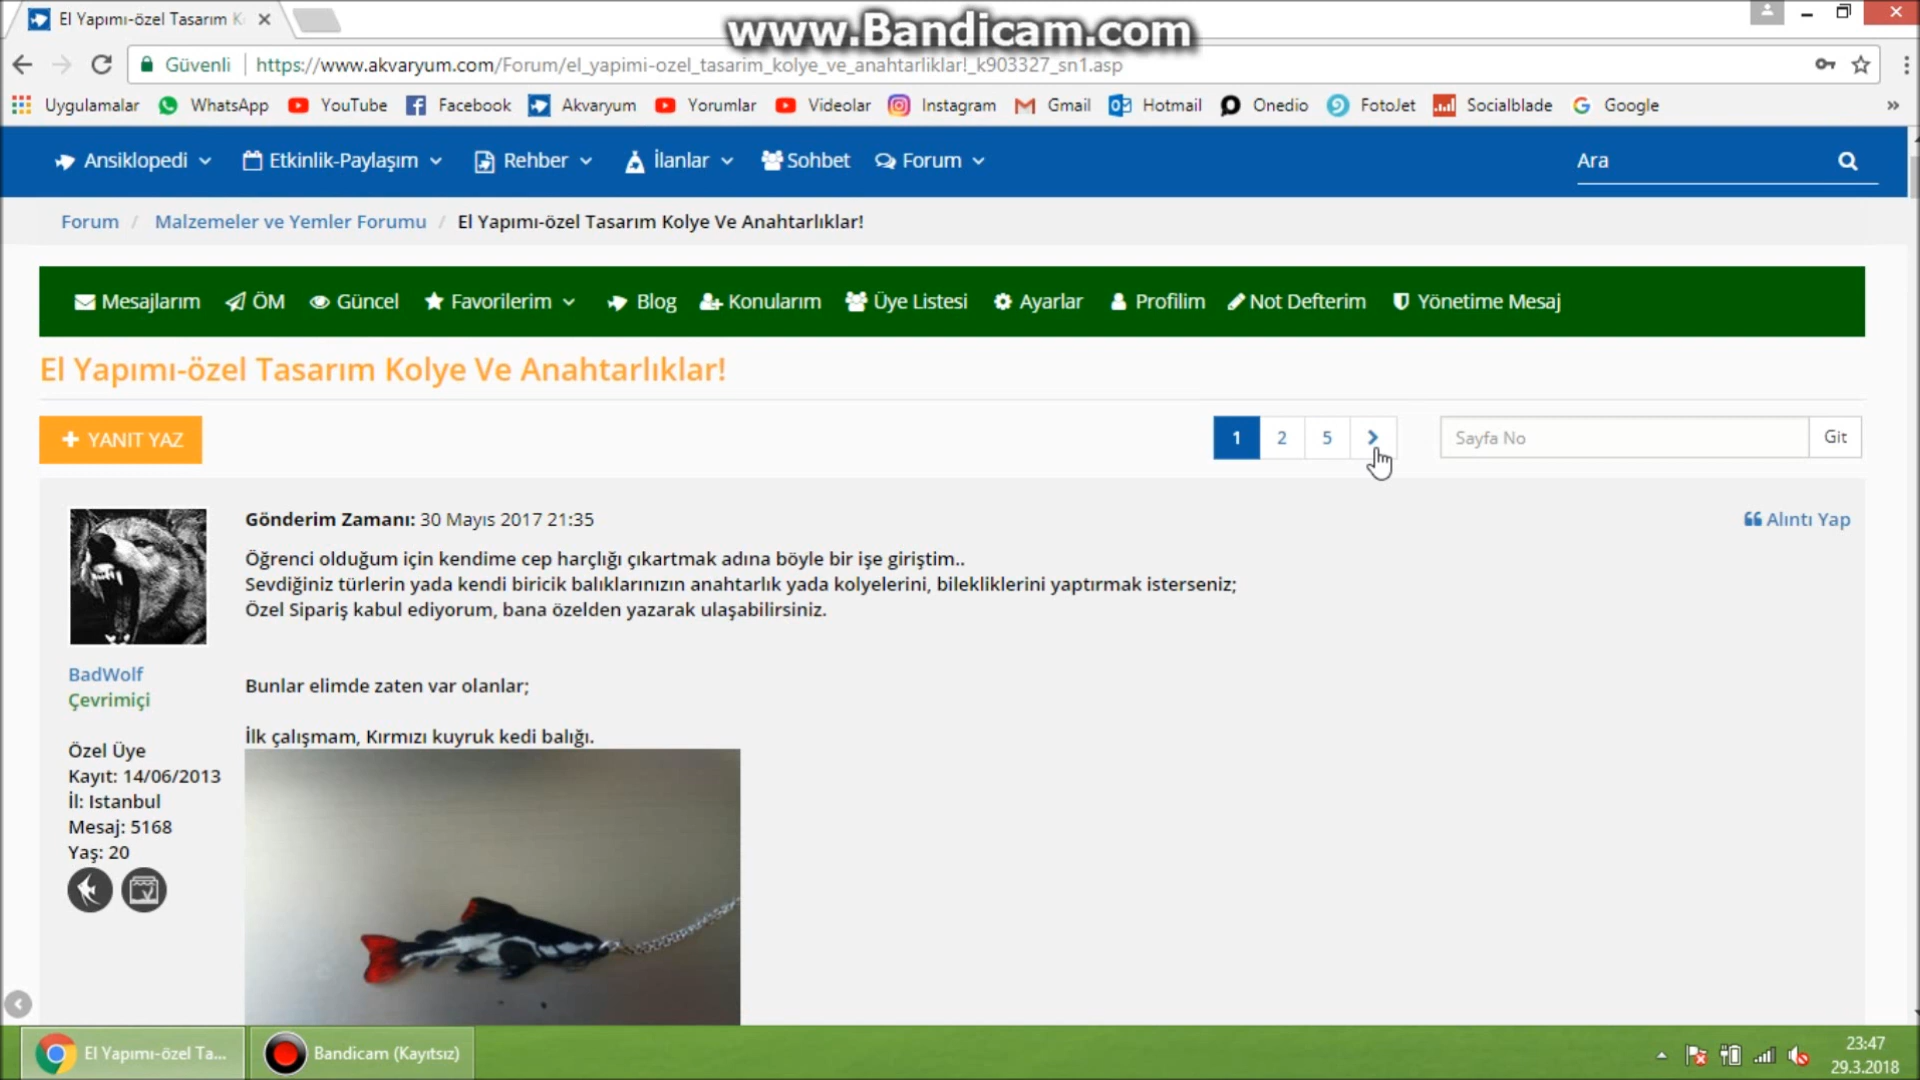 El Yapımı-özel Tasarım K
www.Bandicam.com
Güvenli
https://www.akvaryum.com/Forum/el_yapimi-ozel_tasarim_kolye_ve_anahtarliklar!_k903327_sn1.asp
Uygulamalar WhatsApp YouTube Facebook Akvaryum Yorumlar Videolar Instagram Gmail Hotmail Onedio FotoJet Socialblade Google
Ansiklopedi Etkinlik-Paylaşım Rehber İlanlar Sohbet Forum Ara
Forum / Malzemeler ve Yemler Forumu / El Yapımı-özel Tasarım Kolye Ve Anahtarlıklar!
Mesajlarım ÖM Güncel Favorilerim Blog Konularım Üye Listesi Ayarlar Profilim Not Defterim Yönetime Mesaj
El Yapımı-özel Tasarım Kolye Ve Anahtarlıklar!
+ YANIT YAZ
1 2 5
Sayfa No Git
Gönderim Zamanı: 30 Mayıs 2017 21:35
Alıntı Yap
Öğrenci olduğum için kendime cep harçlığı çıkartmak adına böyle bir işe giriştim..
Sevdiğiniz türlerin yada kendi biricik balıklarınızın anahtarlık yada kolyelerini, bilekliklerini yaptırmak isterseniz;
Özel Sipariş kabul ediyorum, bana özelden yazarak ulaşabilirsiniz.
Bunlar elimde zaten var olanlar;
İlk çalışmam, Kırmızı kuyruk kedi balığı.
BadWolf
Çevrimiçi
Özel Üye
Kayıt: 14/06/2013
İl: Istanbul
Mesaj: 5168
Yaş: 20
El Yapımı-özel Ta...
Bandicam (Kayıtsız)
23:47
29.3.2018